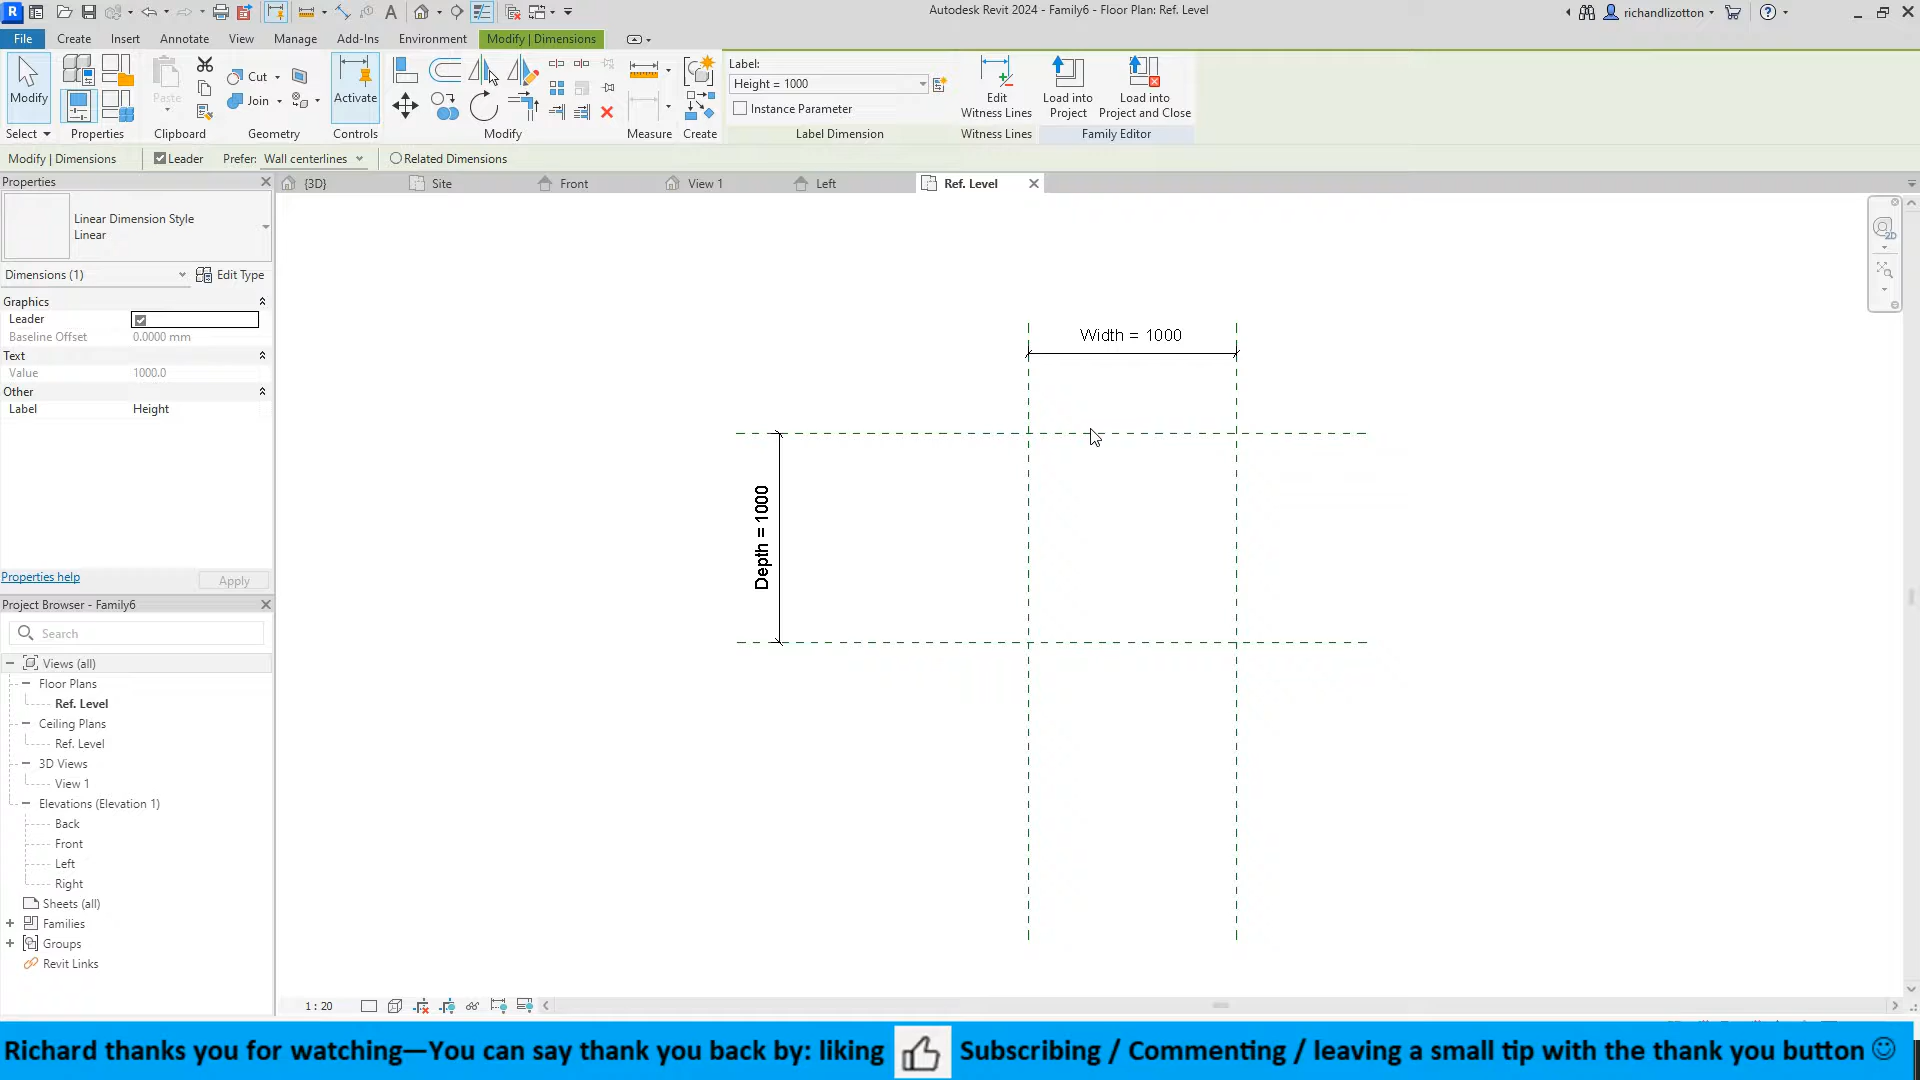 Autodesk Revit 2024 - Family6 - Floor Plan: Ref. Level
richandlizotton
File Create Insert Annotate View Manage Add-Ins Environment Modify | Dimensions
Modify
Paste
Cut
Join
Activate
Label:
Height = 1000
Instance Parameter
Edit
Witness Lines
Load into
Project
Load into
Project and Close
Select Properties Clipboard Geometry Controls Modify Measure Create Label Dimension Witness Lines Family Editor
Modify | Dimensions Leader Prefer: Wall centerlines Related Dimensions
Properties
{3D} Site Front View 1 Left Ref. Level
Linear Dimension Style
Linear
Dimensions (1) Edit Type
Graphics
Leader
Baseline Offset 0.0000 mm
Text
Value 1000.0
Other
Label Height
Properties help Apply
Width = 1000
Depth = 1000
Project Browser - Family6
Search
Views (all)
Floor Plans
Ref. Level
Ceiling Plans
Ref. Level
3D Views
View 1
Elevations (Elevation 1)
Back
Front
Left
Right
Sheets (all)
Families
Groups
Revit Links
1 : 20
Richard thanks you for watching—You can say thank you back by: liking Subscribing / Commenting / leaving a small tip with the thank you button ☺